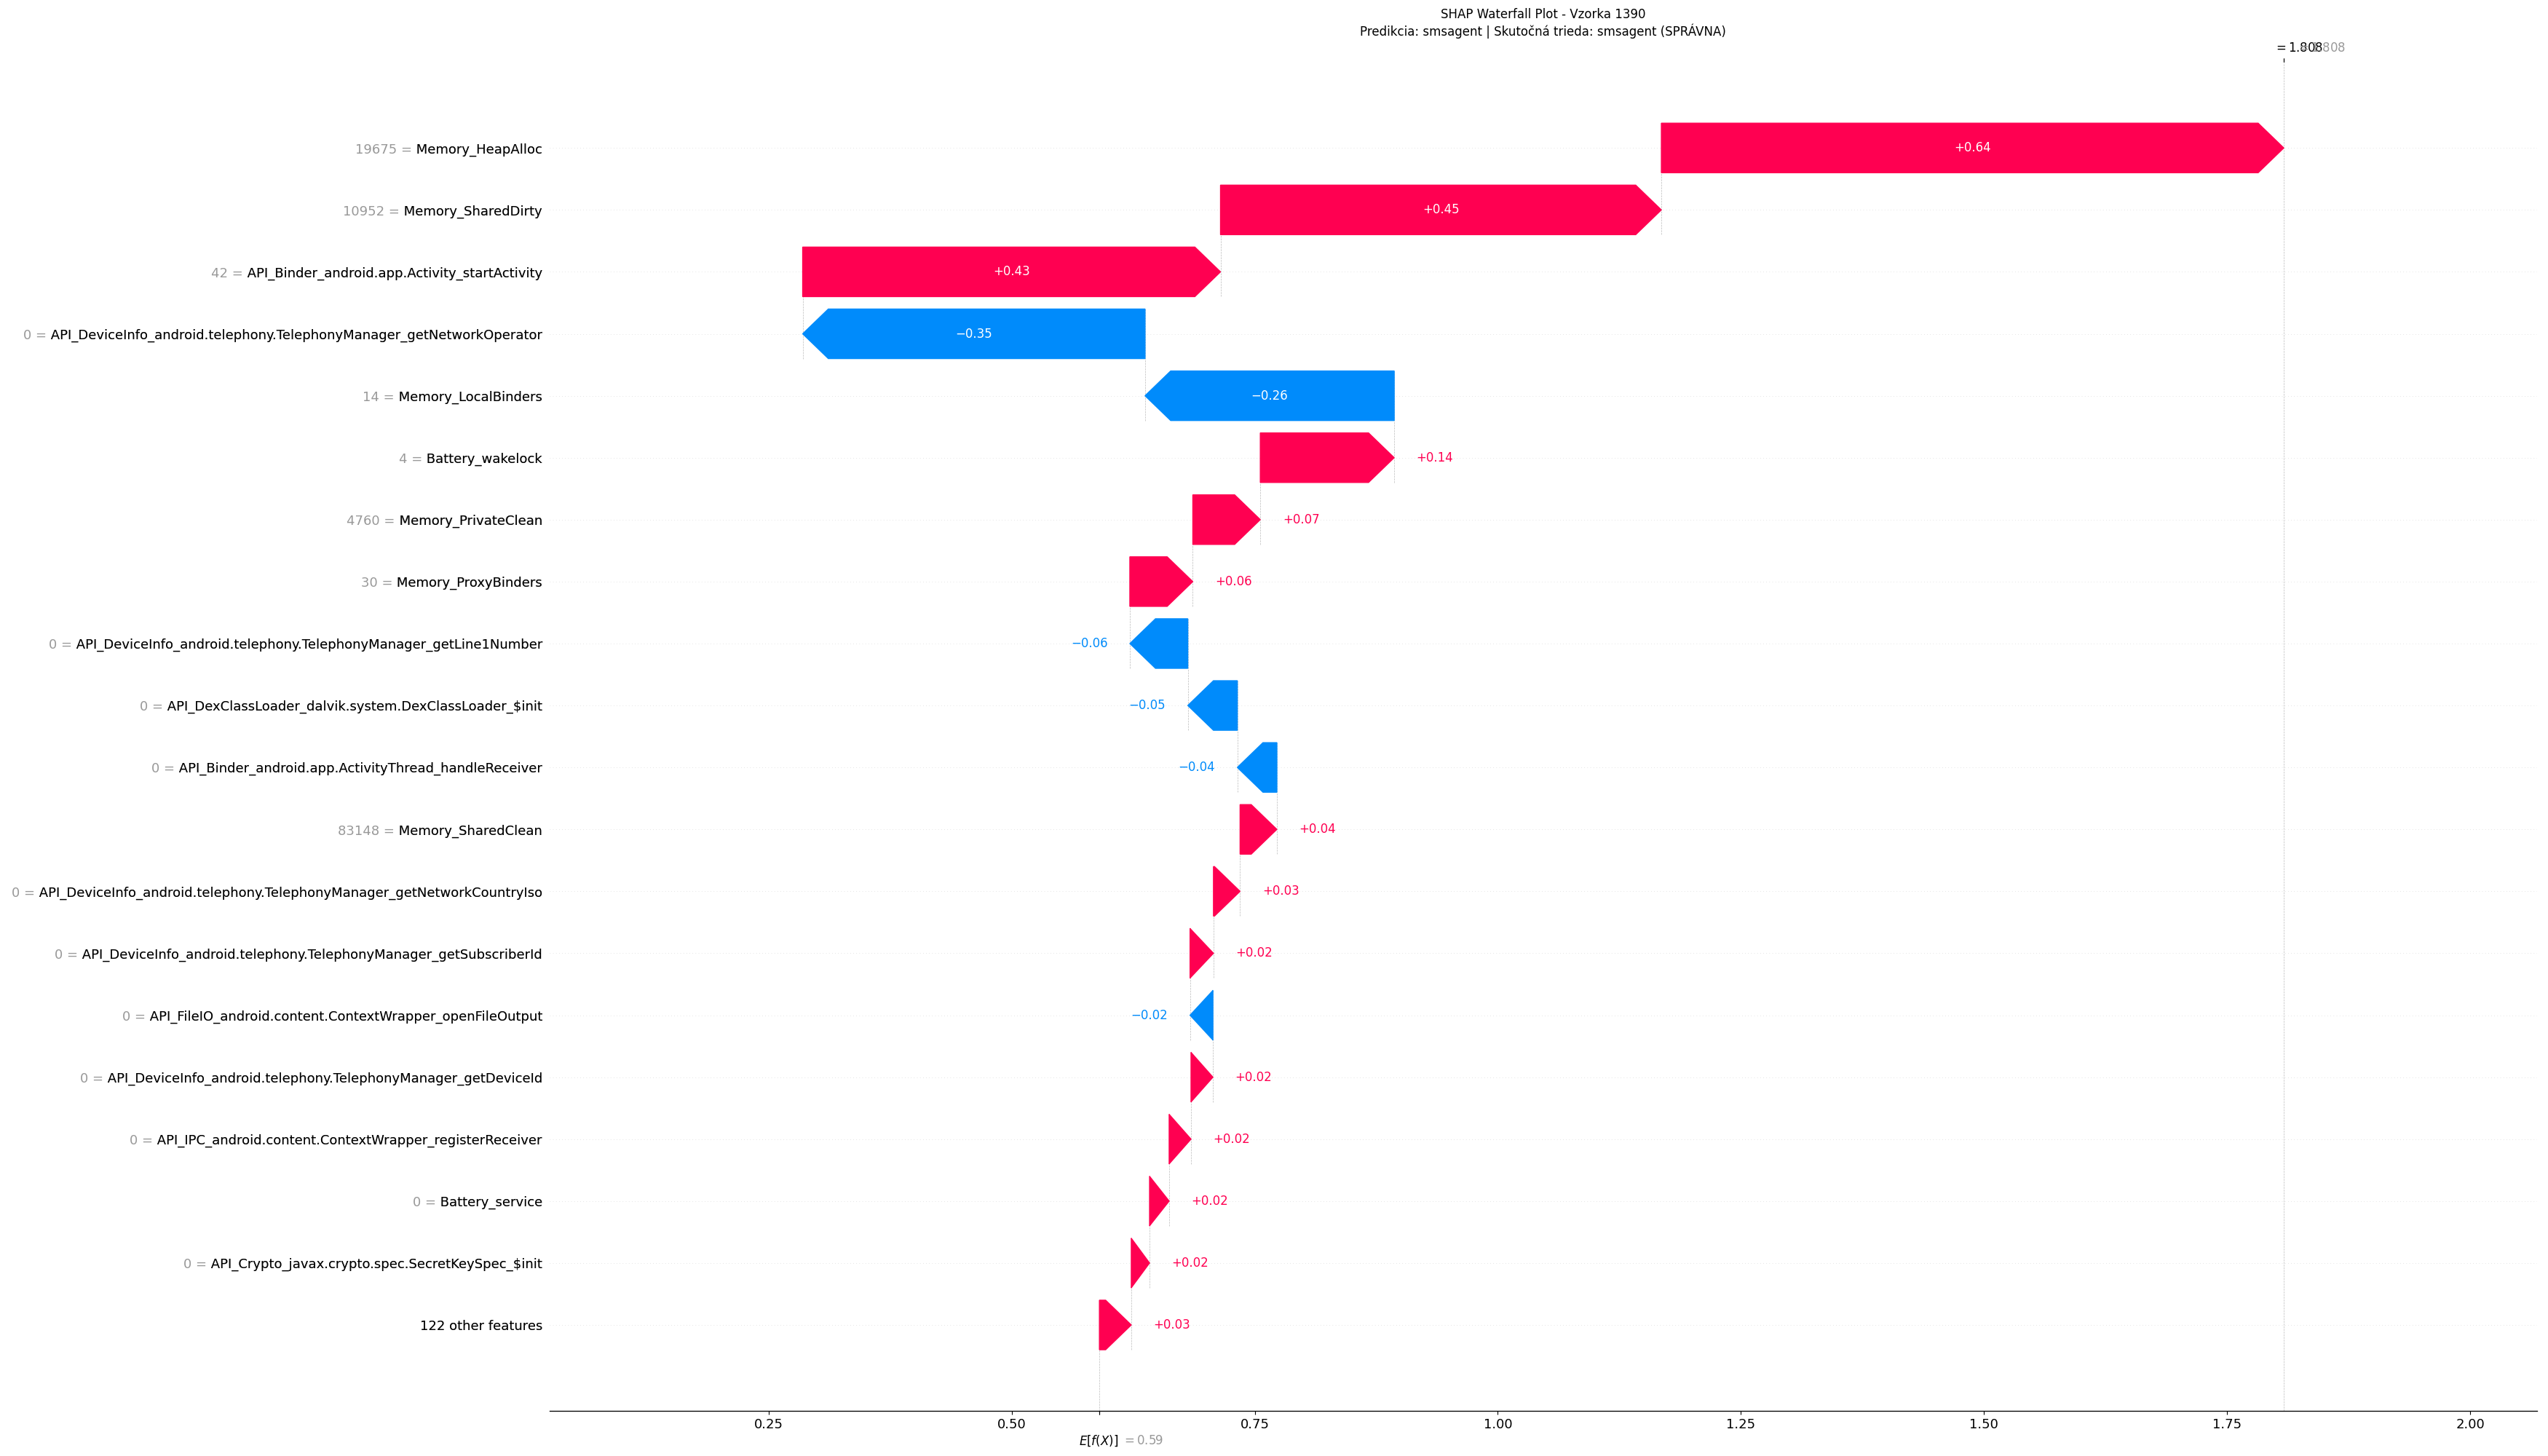 SHAP Waterfall Plot - Vzorka 1390
Predikcia: smsagent | Skutočná trieda: smsagent (SPRÁVNA)
= 1.808
19675 = Memory_HeapAlloc
+0.64
10952 = Memory_SharedDirty
+0.45
42 = API_Binder_android.app.Activity_startActivity
+0.43
0 = API_DeviceInfo_android.telephony.TelephonyManager_getNetworkOperator
−0.35
14 = Memory_LocalBinders
−0.26
4 = Battery_wakelock
+0.14
4760 = Memory_PrivateClean
+0.07
30 = Memory_ProxyBinders
+0.06
0 = API_DeviceInfo_android.telephony.TelephonyManager_getLine1Number
−0.06
0 = API_DexClassLoader_dalvik.system.DexClassLoader_$init
−0.05
0 = API_Binder_android.app.ActivityThread_handleReceiver
−0.04
83148 = Memory_SharedClean
+0.04
0 = API_DeviceInfo_android.telephony.TelephonyManager_getNetworkCountryIso
+0.03
0 = API_DeviceInfo_android.telephony.TelephonyManager_getSubscriberId
+0.02
0 = API_FileIO_android.content.ContextWrapper_openFileOutput
−0.02
0 = API_DeviceInfo_android.telephony.TelephonyManager_getDeviceId
+0.02
0 = API_IPC_android.content.ContextWrapper_registerReceiver
+0.02
0 = Battery_service
+0.02
0 = API_Crypto_javax.crypto.spec.SecretKeySpec_$init
+0.02
122 other features
+0.03
0.25 0.50 0.75 1.00 1.25 1.50 1.75 2.00
E[f(X)] = 0.59